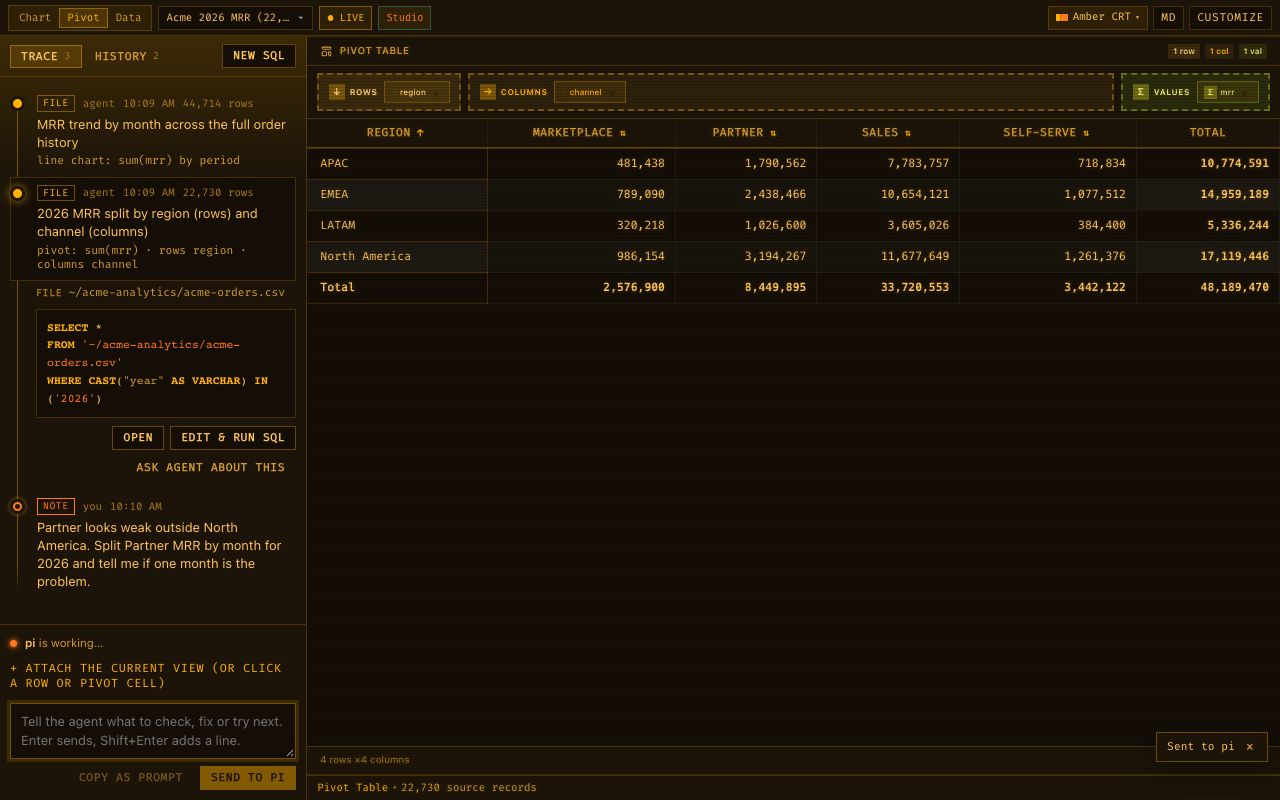 Chart Pivot Data Acme 2026 MRR (22,… LIVE Studio Amber CRT MD CUSTOMIZE
TRACE 3 HISTORY 2 NEW SQL
FILE agent 10:09 AM 44,714 rows
MRR trend by month across the full order
history
line chart: sum(mrr) by period
FILE agent 10:09 AM 22,730 rows
2026 MRR split by region (rows) and
channel (columns)
pivot: sum(mrr) · rows region ·
columns channel
FILE ~/acme-analytics/acme-orders.csv
SELECT *
FROM '~/acme-analytics/acme-
orders.csv'
WHERE CAST("year" AS VARCHAR) IN
('2026')
OPEN EDIT & RUN SQL
ASK AGENT ABOUT THIS
NOTE you 10:10 AM
Partner looks weak outside North
America. Split Partner MRR by month for
2026 and tell me if one month is the
problem.
pi is working...
+ ATTACH THE CURRENT VIEW (OR CLICK
A ROW OR PIVOT CELL)
Tell the agent what to check, fix or try next.
Enter sends, Shift+Enter adds a line.
COPY AS PROMPT SEND TO PI
PIVOT TABLE 1 row 1 col 1 val
↓ ROWS region → COLUMNS channel Σ VALUES Σ mrr
REGION ↑ MARKETPLACE ⇅ PARTNER ⇅ SALES ⇅ SELF-SERVE ⇅ TOTAL
APAC 481,438 1,790,562 7,783,757 718,834 10,774,591
EMEA 789,090 2,438,466 10,654,121 1,077,512 14,959,189
LATAM 320,218 1,026,600 3,605,026 384,400 5,336,244
North America 986,154 3,194,267 11,677,649 1,261,376 17,119,446
Total 2,576,900 8,449,895 33,720,553 3,442,122 48,189,470
Sent to pi ×
4 rows ×4 columns
Pivot Table · 22,730 source records